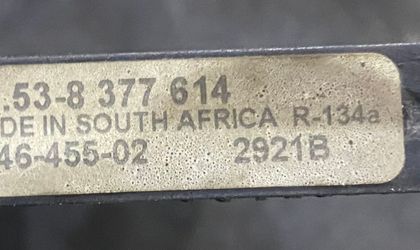 .53-8 377 614
DE IN SOUTH AFRICA R-134a
46-455-02 2921B